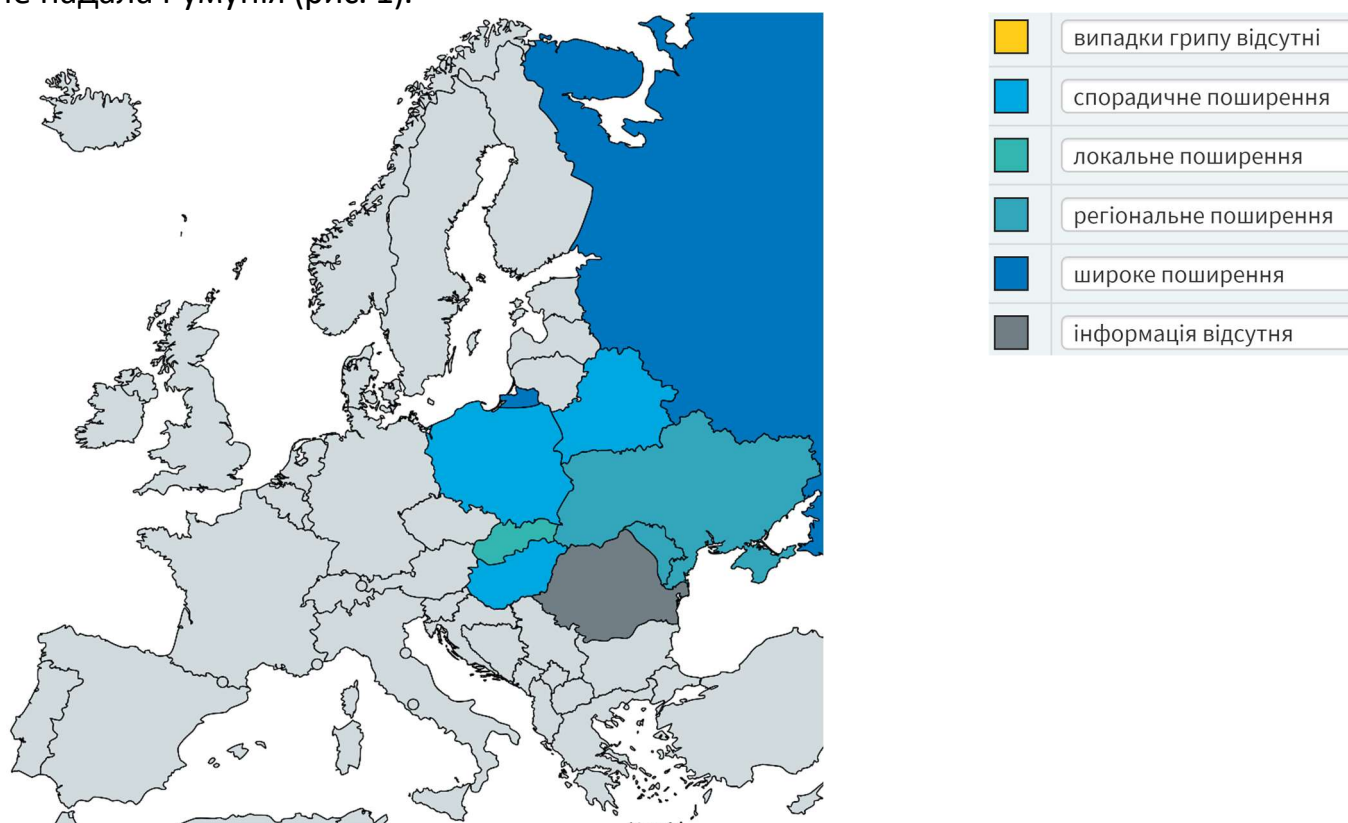 не надала Румунія (рис. 1).
випадки грипу відсутні
спорадичне поширення
локальне поширення
регіональне поширення
широке поширення
інформація відсутня